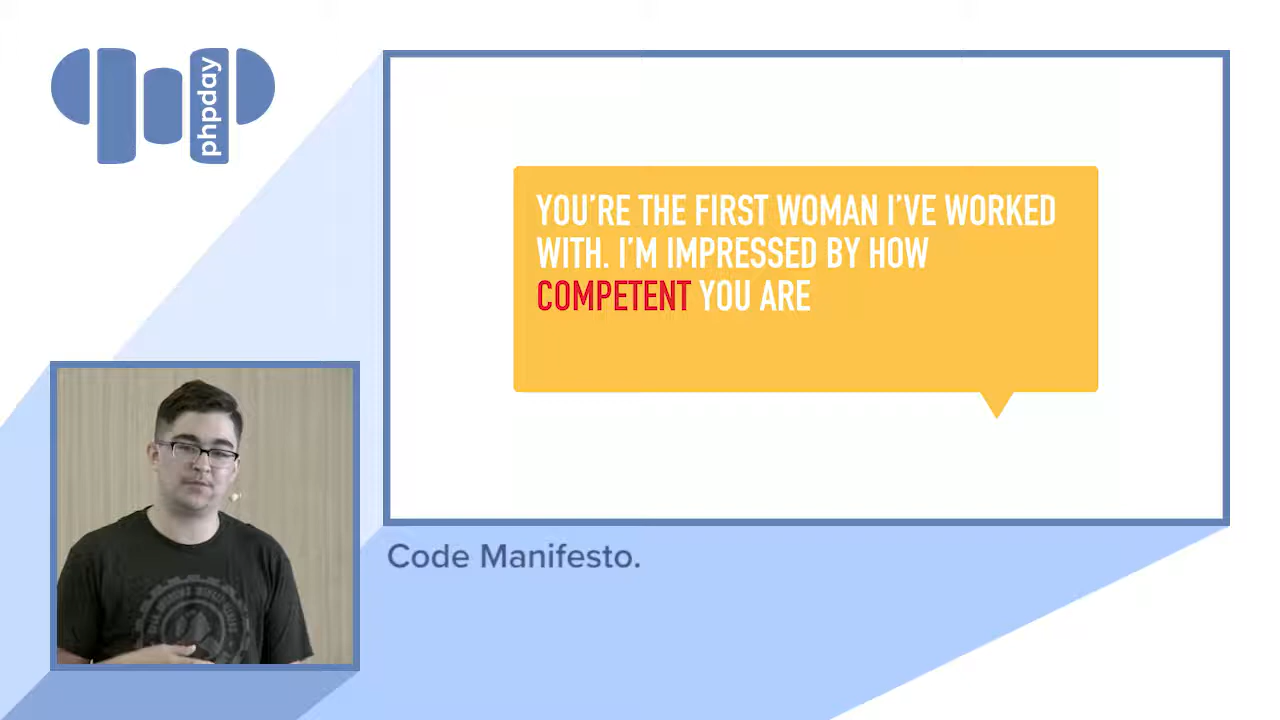 phpday
YOU'RE THE FIRST WOMAN I'VE WORKED
WITH. I'M IMPRESSED BY HOW
COMPETENT YOU ARE
Code Manifesto.